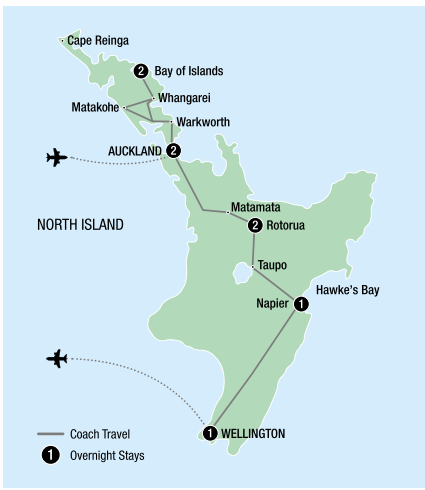 Cape Reinga
2 Bay of Islands
Whangarei
Matakohe
Warkworth
AUCKLAND 2
Matamata
NORTH ISLAND
2 Rotorua
Taupo
Hawke's Bay
Napier 1
1 WELLINGTON
Coach Travel
1 Overnight Stays